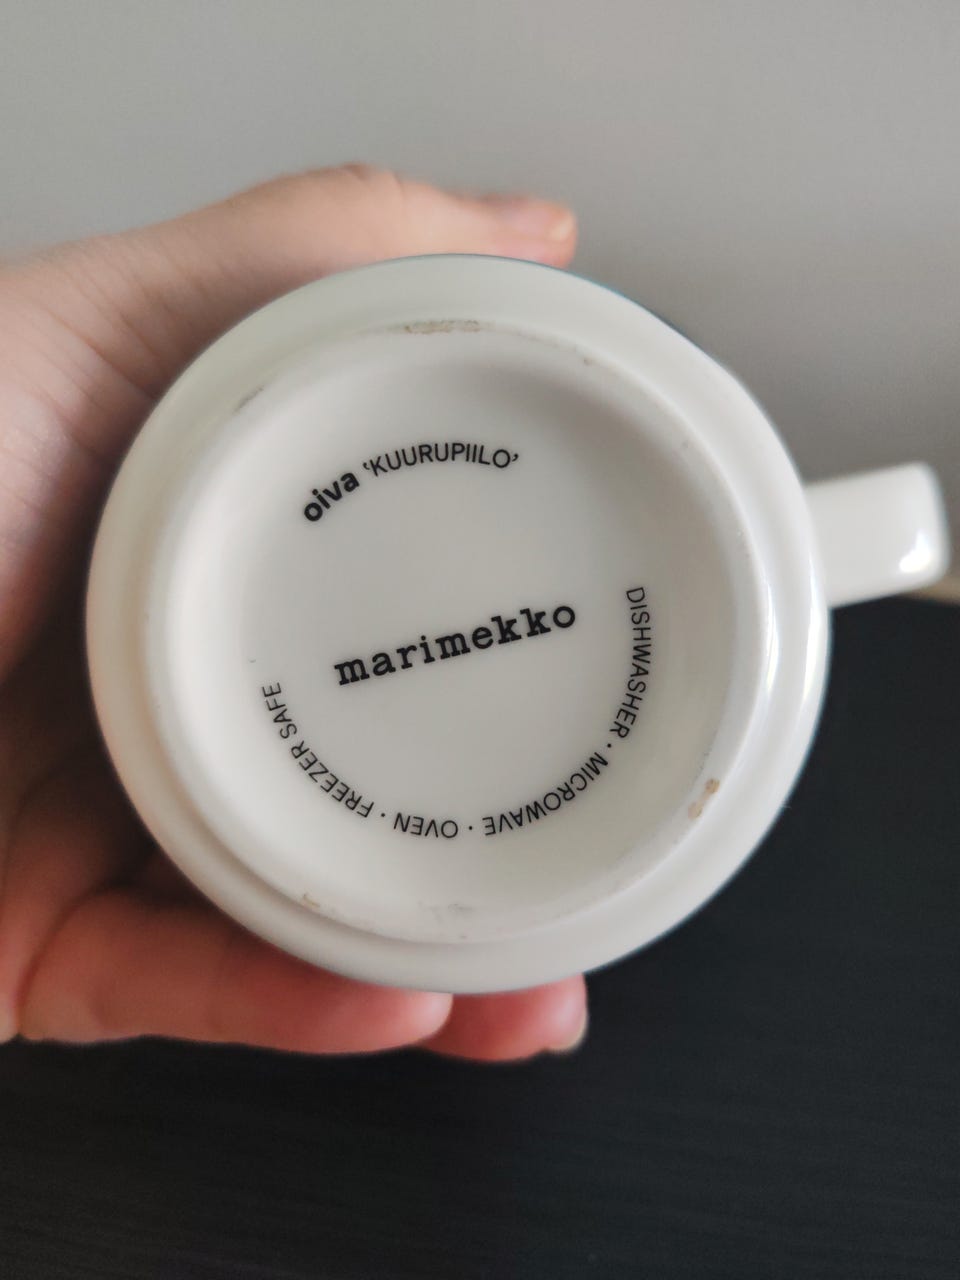 oiva ‘KUURUPIILO’
marimekko
DISHWASHER · MICROWAVE · OVEN · FREEZER SAFE